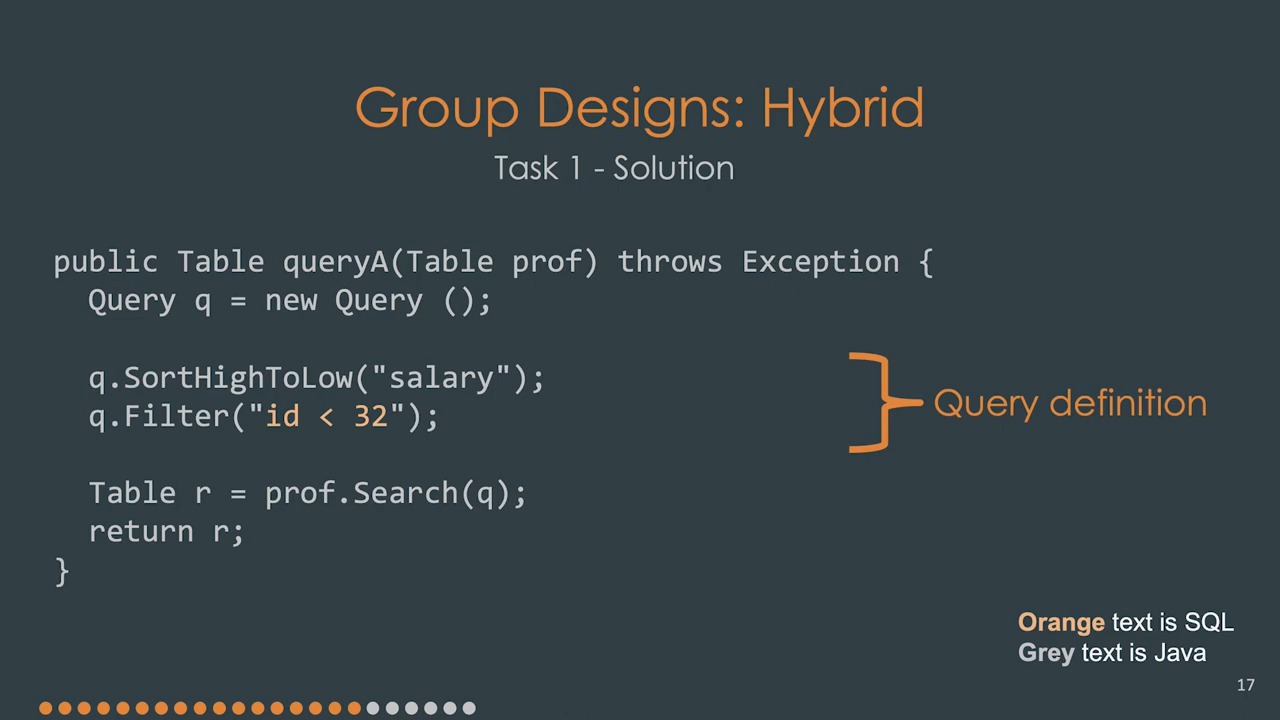 Group Designs: Hybrid
Task 1 - Solution
public Table queryA(Table prof) throws Exception {
Query q = new Query ();
q.SortHighToLow("salary");
q.Filter("id < 32");
Query definition
Table r = prof.Search(q);
return r;
}
Orange text is SQL
Grey text is Java
17